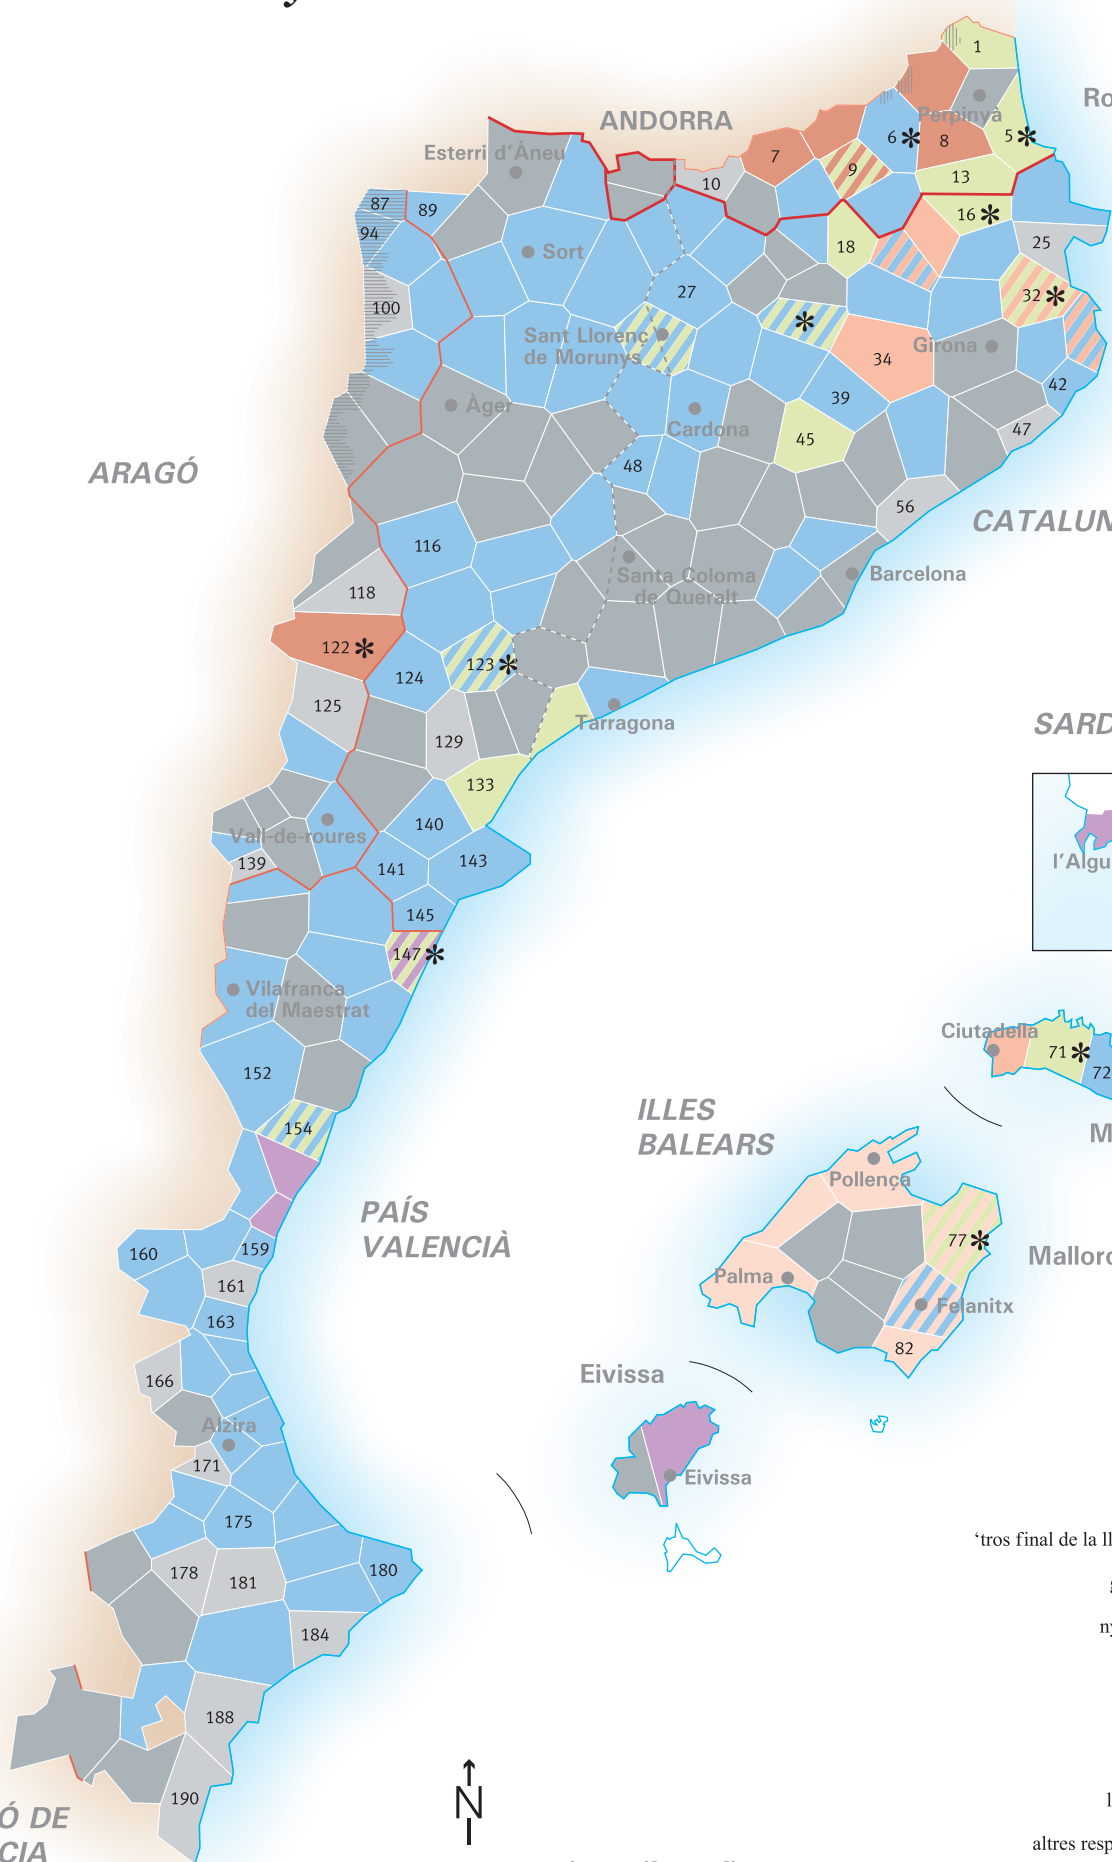 1
ANDORRA
Perpinyà
Ro
6 *
8
5 *
Esterri d'Àneu
7
9
10
13
87
89
16 *
94
18
25
Sort
27
32 *
100
*
Sant Llorenç
de Morunys
Girona
34
42
Àger
39
Cardona
47
45
ARAGÓ
48
56
CATALUN
116
Santa Coloma
de Queralt
Barcelona
118
122 *
123 *
124
125
Tarragona
SARD
129
133
140
Vall-de-roures
139
141
143
l'Algu
145
147 *
Vilafranca
del Maestrat
Ciutadella
71 *
72
152
ILLES
BALEARS
154
M
Pollença
PAÍS
VALENCIÀ
77 *
160
159
Mallorc
161
Palma
Felanitx
163
82
166
Eivissa
Alzira
171
Eivissa
175
'tros final de la ll
178
181
180
184
188
N
190
Ó DE
CIA
altres resp